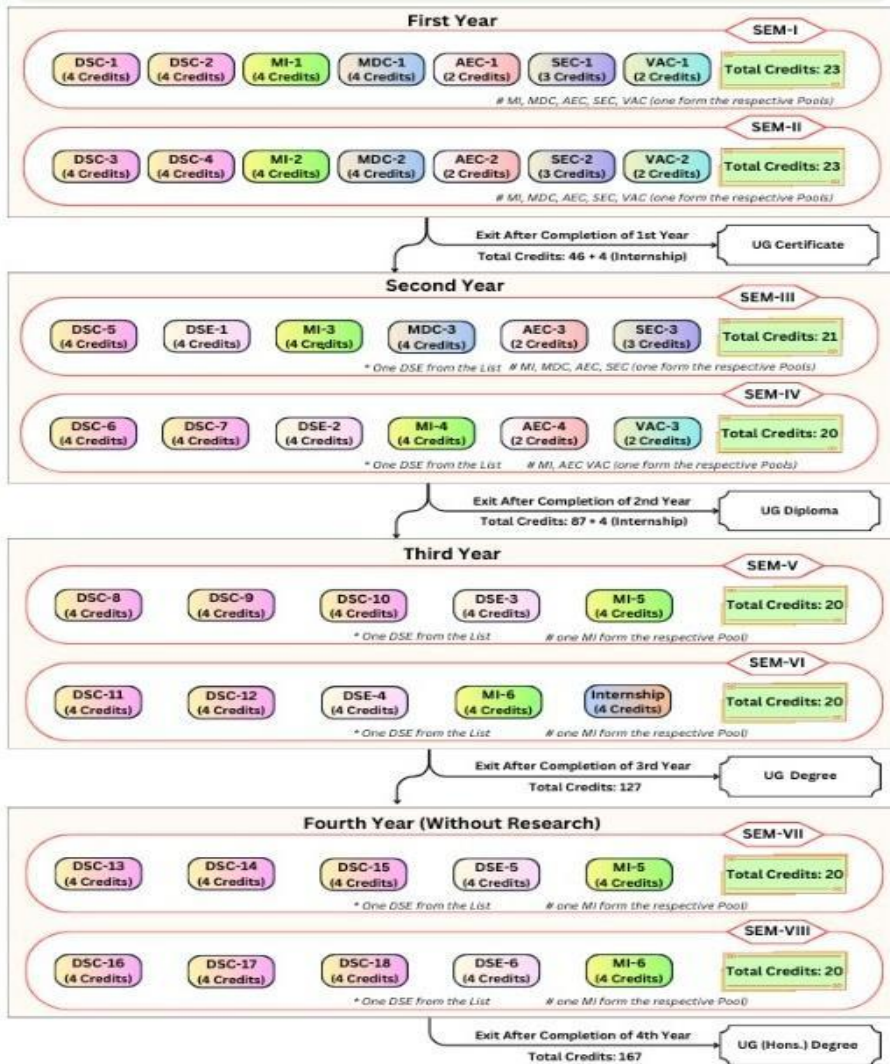 First Year
SEM-I
DSC-1 DSC-2 MI-1 MDC-1 AEC-1 SEC-1 VAC-1
(4 Credits) (4 Credits) (4 Credits) (4 Credits) (2 Credits) (3 Credits) (2 Credits)
Total Credits: 23
# MI, MDC, AEC, SEC, VAC (one form the respective Pools)
SEM-II
DSC-3 DSC-4 MI-2 MDC-2 AEC-2 SEC-2 VAC-2
(4 Credits) (4 Credits) (4 Credits) (4 Credits) (2 Credits) (3 Credits) (2 Credits)
Total Credits: 23
# MI, MDC, AEC, SEC, VAC (one form the respective Pools)
Exit After Completion of 1st Year
Total Credits: 46 + 4 (Internship)
UG Certificate
Second Year
SEM-III
DSC-5 DSE-1 MI-3 MDC-3 AEC-3 SEC-3
(4 Credits) (4 Credits) (4 Credits) (4 Credits) (2 Credits) (3 Credits)
Total Credits: 21
* One DSE from the List # MI, MDC, AEC, SEC (one form the respective Pools)
SEM-IV
DSC-6 DSC-7 DSE-2 MI-4 AEC-4 VAC-3
(4 Credits) (4 Credits) (4 Credits) (4 Credits) (2 Credits) (2 Credits)
Total Credits: 20
* One DSE from the List # MI, AEC VAC (one form the respective Pools)
Exit After Completion of 2nd Year
Total Credits: 87 + 4 (Internship)
UG Diploma
Third Year
SEM-V
DSC-8 DSC-9 DSC-10 DSE-3 MI-5
(4 Credits) (4 Credits) (4 Credits) (4 Credits) (4 Credits)
Total Credits: 20
* One DSE from the List # one MI form the respective Pool)
SEM-VI
DSC-11 DSC-12 DSE-4 MI-6 Internship
(4 Credits) (4 Credits) (4 Credits) (4 Credits) (4 Credits)
Total Credits: 20
* One DSE from the List # one MI form the respective Pool)
Exit After Completion of 3rd Year
Total Credits: 127
UG Degree
Fourth Year (Without Research)
SEM-VII
DSC-13 DSC-14 DSC-15 DSE-5 MI-5
(4 Credits) (4 Credits) (4 Credits) (4 Credits) (4 Credits)
Total Credits: 20
* One DSE from the List # one MI form the respective Pool)
SEM-VIII
DSC-16 DSC-17 DSC-18 DSE-6 MI-6
(4 Credits) (4 Credits) (4 Credits) (4 Credits) (4 Credits)
Total Credits: 20
* One DSE from the List # one MI form the respective Pool)
Exit After Completion of 4th Year
Total Credits: 167
UG (Hons.) Degree